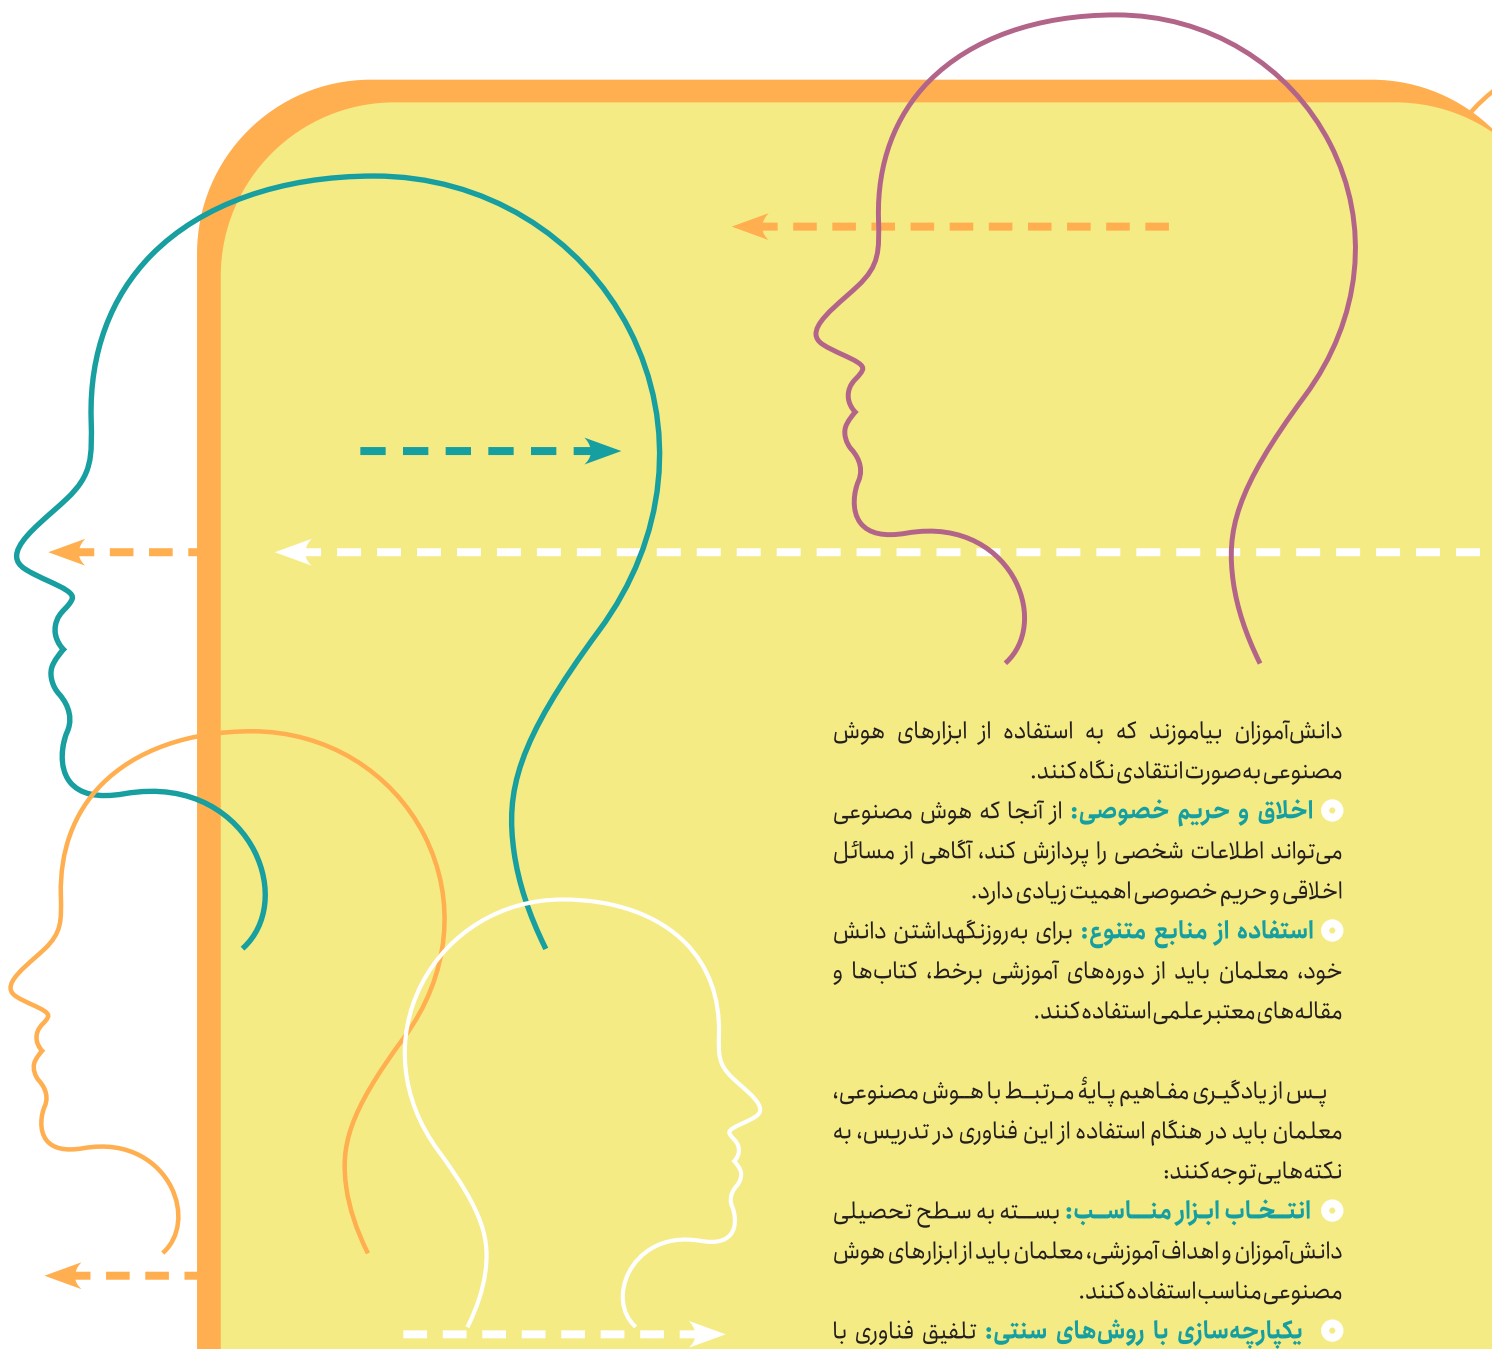 دانش‌آموزان بیاموزند که به استفاده از ابزارهای هوش
مصنوعی به‌صورت انتقادی نگاه کنند.
اخلاق و حریم خصوصی: از آنجا که هوش مصنوعی
می‌تواند اطلاعات شخصی را پردازش کند، آگاهی از مسائل
اخلاقی و حریم خصوصی اهمیت زیادی دارد.
استفاده از منابع متنوع: برای به‌روزنگهداشتن دانش
خود، معلمان باید از دوره‌های آموزشی برخط، کتاب‌ها و
مقاله‌های معتبر علمی استفاده کنند.
پس از یادگیری مفاهیم پایهٔ مرتبط با هوش مصنوعی،
معلمان باید در هنگام استفاده از این فناوری در تدریس، به
نکته‌هایی توجه کنند:
انتخاب ابزار مناسب: بسته به سطح تحصیلی
دانش‌آموزان و اهداف آموزشی، معلمان باید از ابزارهای هوش
مصنوعی مناسب استفاده کنند.
یکپارچه‌سازی با روش‌های سنتی: تلفیق فناوری با